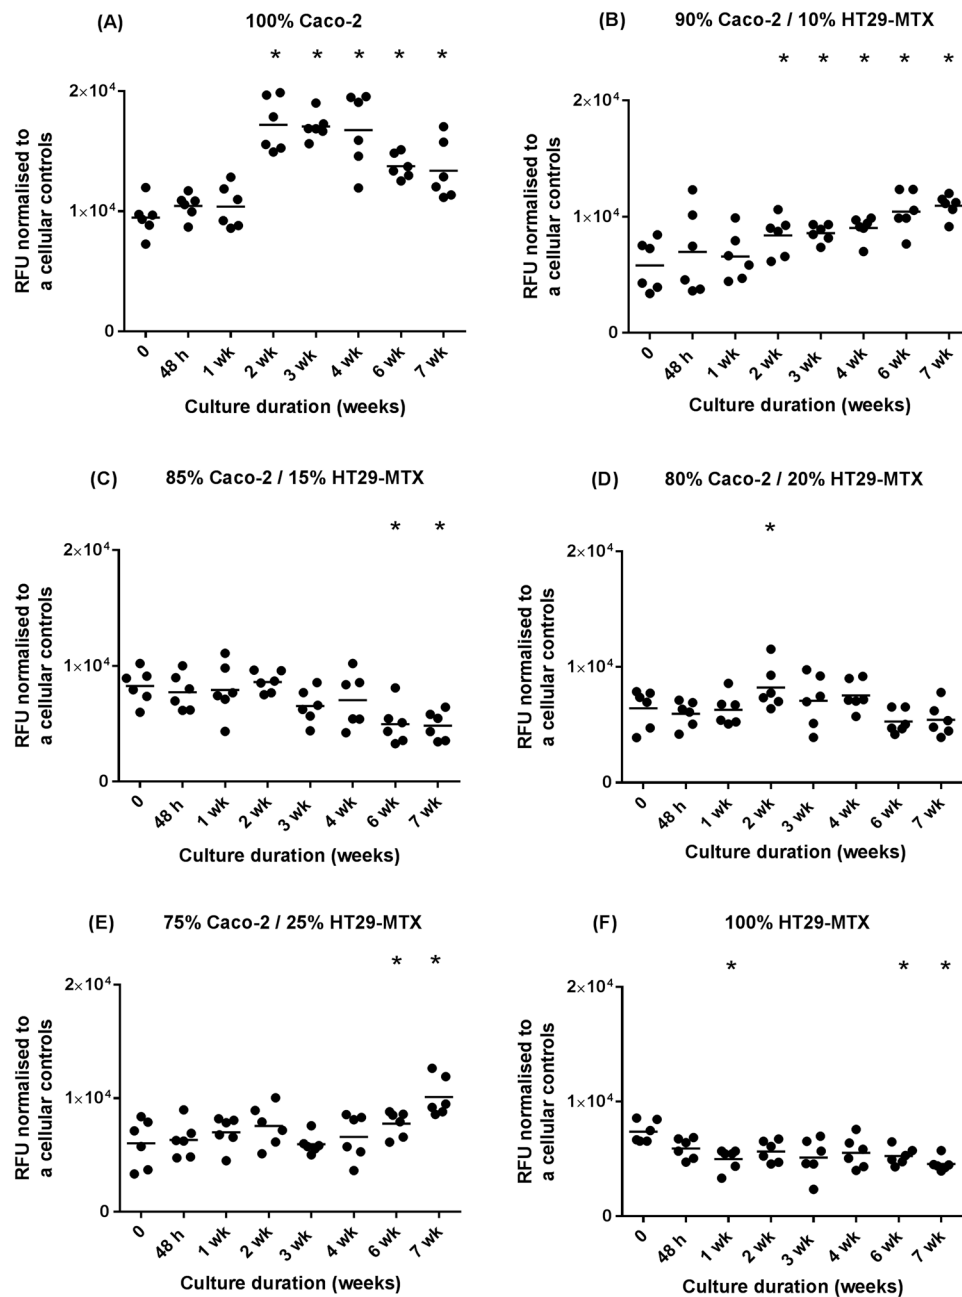 (A) 100% Caco-2
* * * * *
RFU normalised to
a cellular controls
2×10⁴
1×10⁴
0
0 48 h 1 wk 2 wk 3 wk 4 wk 6 wk 7 wk
Culture duration (weeks)
(B) 90% Caco-2 / 10% HT29-MTX
* * * * *
RFU normalised to
a cellular controls
2×10⁴
1×10⁴
0
0 48 h 1 wk 2 wk 3 wk 4 wk 6 wk 7 wk
Culture duration (weeks)
(C) 85% Caco-2 / 15% HT29-MTX
* *
RFU normalised to
a cellular controls
2×10⁴
1×10⁴
0
0 48 h 1 wk 2 wk 3 wk 4 wk 6 wk 7 wk
Culture duration (weeks)
(D) 80% Caco-2 / 20% HT29-MTX
*
RFU normalised to
a cellular controls
2×10⁴
1×10⁴
0
0 48 h 1 wk 2 wk 3 wk 4 wk 6 wk 7 wk
Culture duration (weeks)
(E) 75% Caco-2 / 25% HT29-MTX
* *
RFU normalised to
a cellular controls
2×10⁴
1×10⁴
0
0 48 h 1 wk 2 wk 3 wk 4 wk 6 wk 7 wk
Culture duration (weeks)
(F) 100% HT29-MTX
* * *
RFU normalised to
a cellular controls
2×10⁴
1×10⁴
0
0 48 h 1 wk 2 wk 3 wk 4 wk 6 wk 7 wk
Culture duration (weeks)